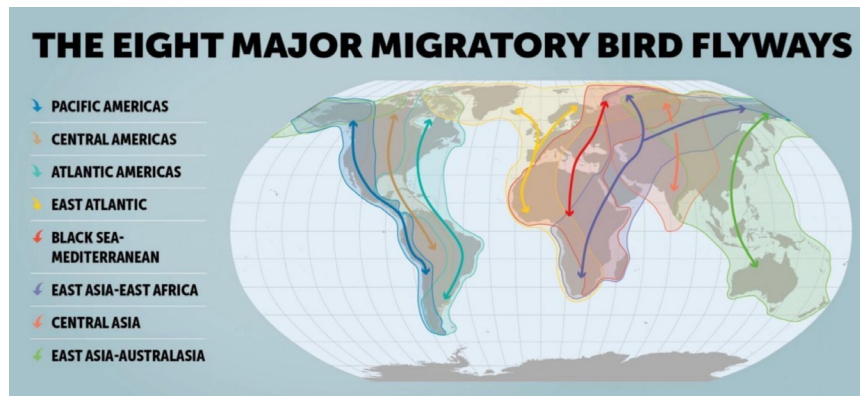 THE EIGHT MAJOR MIGRATORY BIRD FLYWAYS
PACIFIC AMERICAS
CENTRAL AMERICAS
ATLANTIC AMERICAS
EAST ATLANTIC
BLACK SEA-
MEDITERRANEAN
EAST ASIA-EAST AFRICA
CENTRAL ASIA
EAST ASIA-AUSTRALASIA